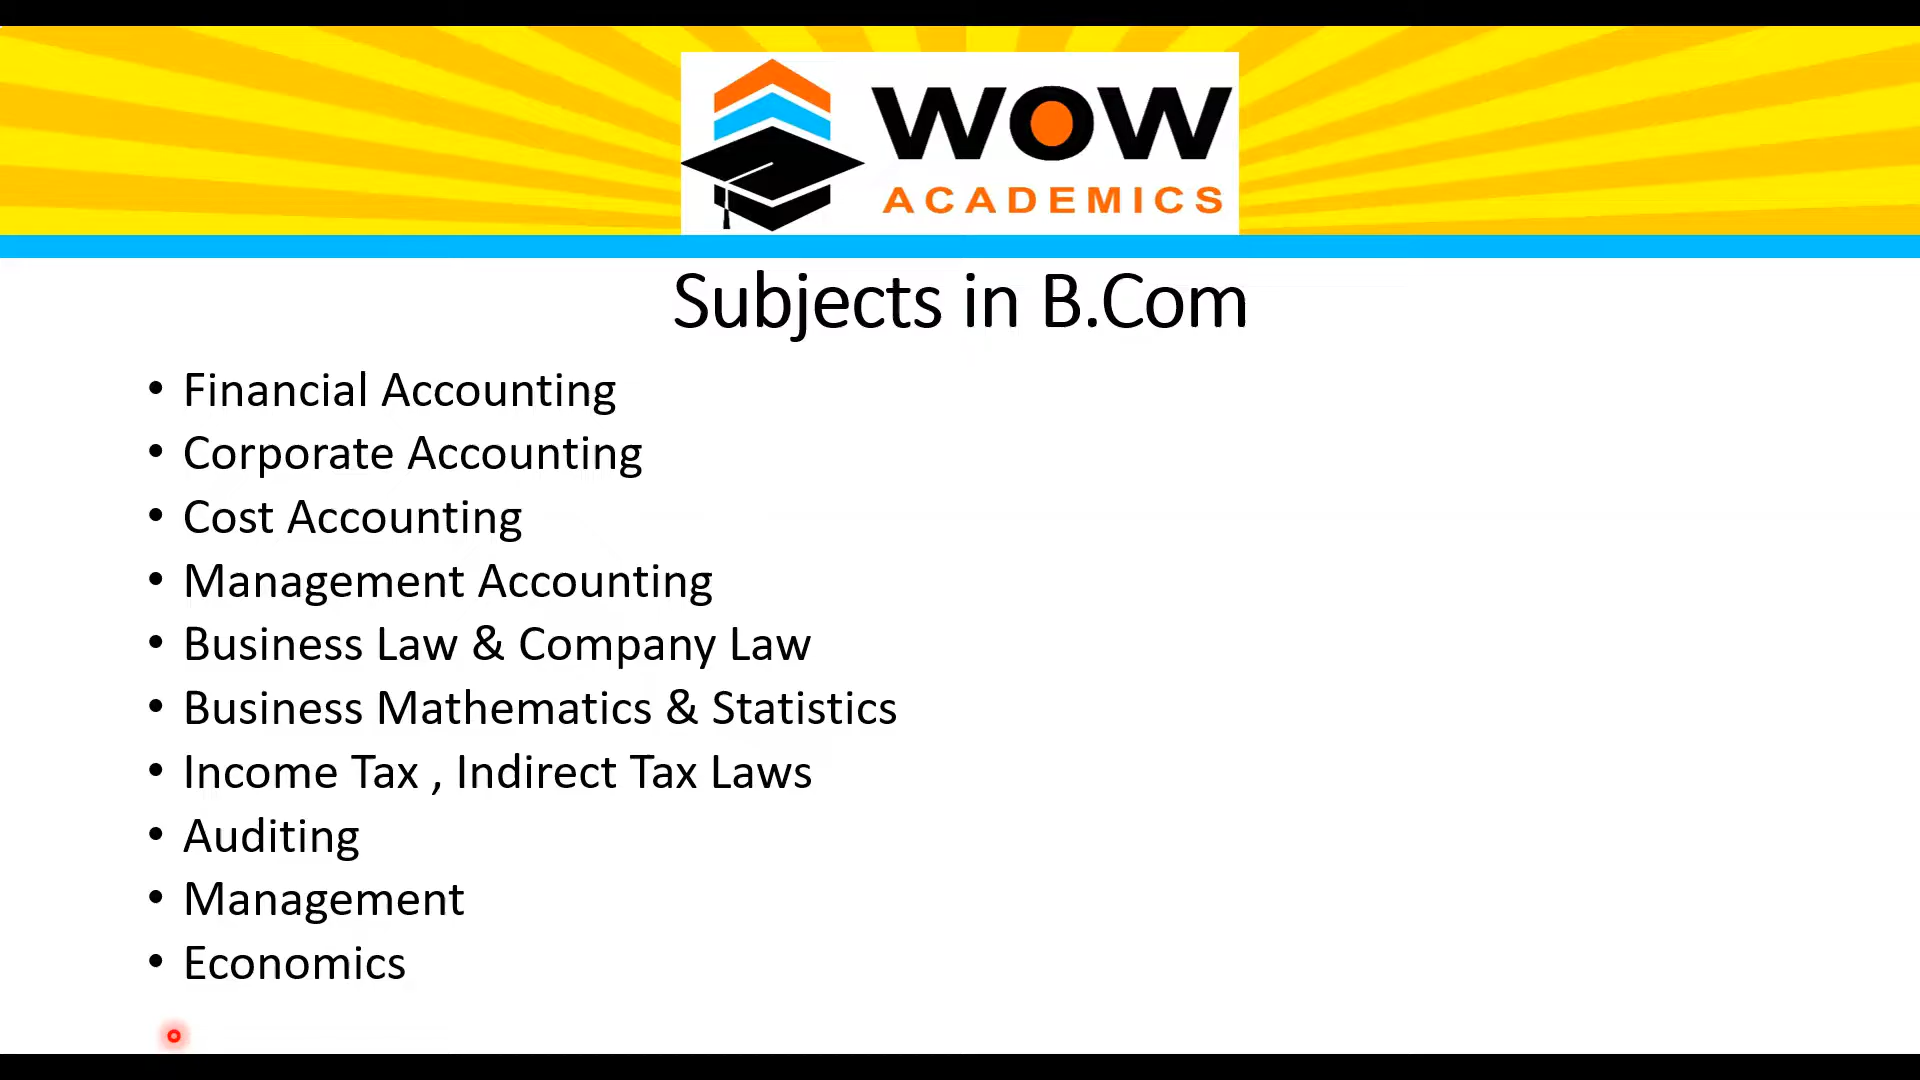 WOW
ACADEMICS
Subjects in B.Com
• Financial Accounting
• Corporate Accounting
• Cost Accounting
• Management Accounting
• Business Law & Company Law
• Business Mathematics & Statistics
• Income Tax , Indirect Tax Laws
• Auditing
• Management
• Economics